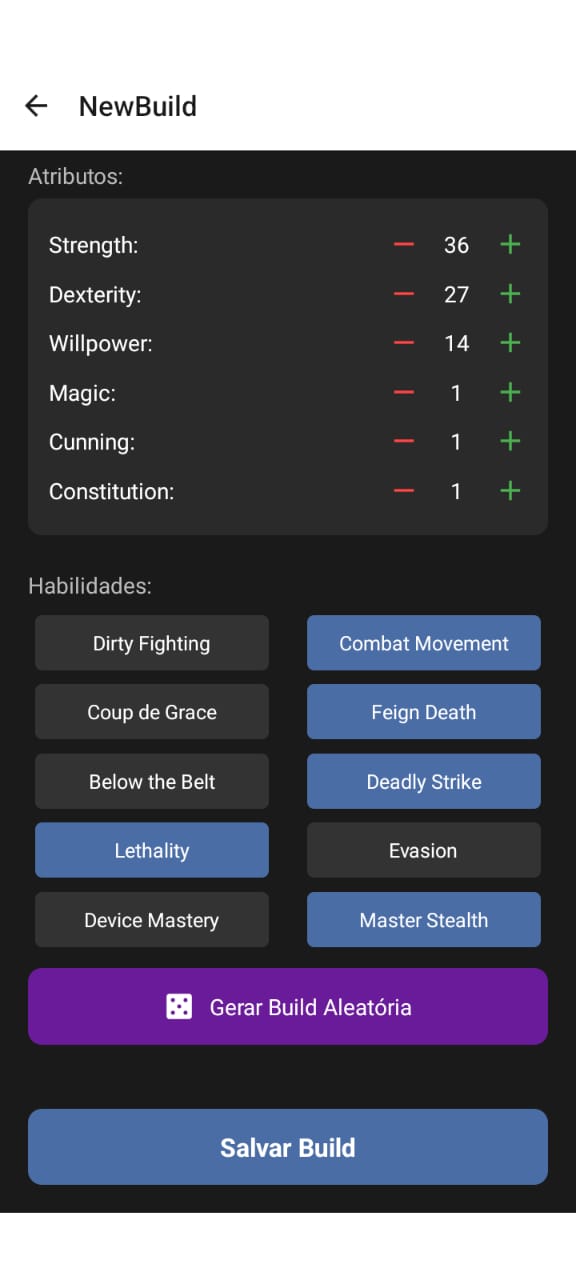 NewBuild
Atributos:
Strength: 36
Dexterity: 27
Willpower: 14
Magic: 1
Cunning: 1
Constitution: 1
Habilidades:
Dirty Fighting Combat Movement
Coup de Grace Feign Death
Below the Belt Deadly Strike
Lethality Evasion
Device Mastery Master Stealth
Gerar Build Aleatória
Salvar Build